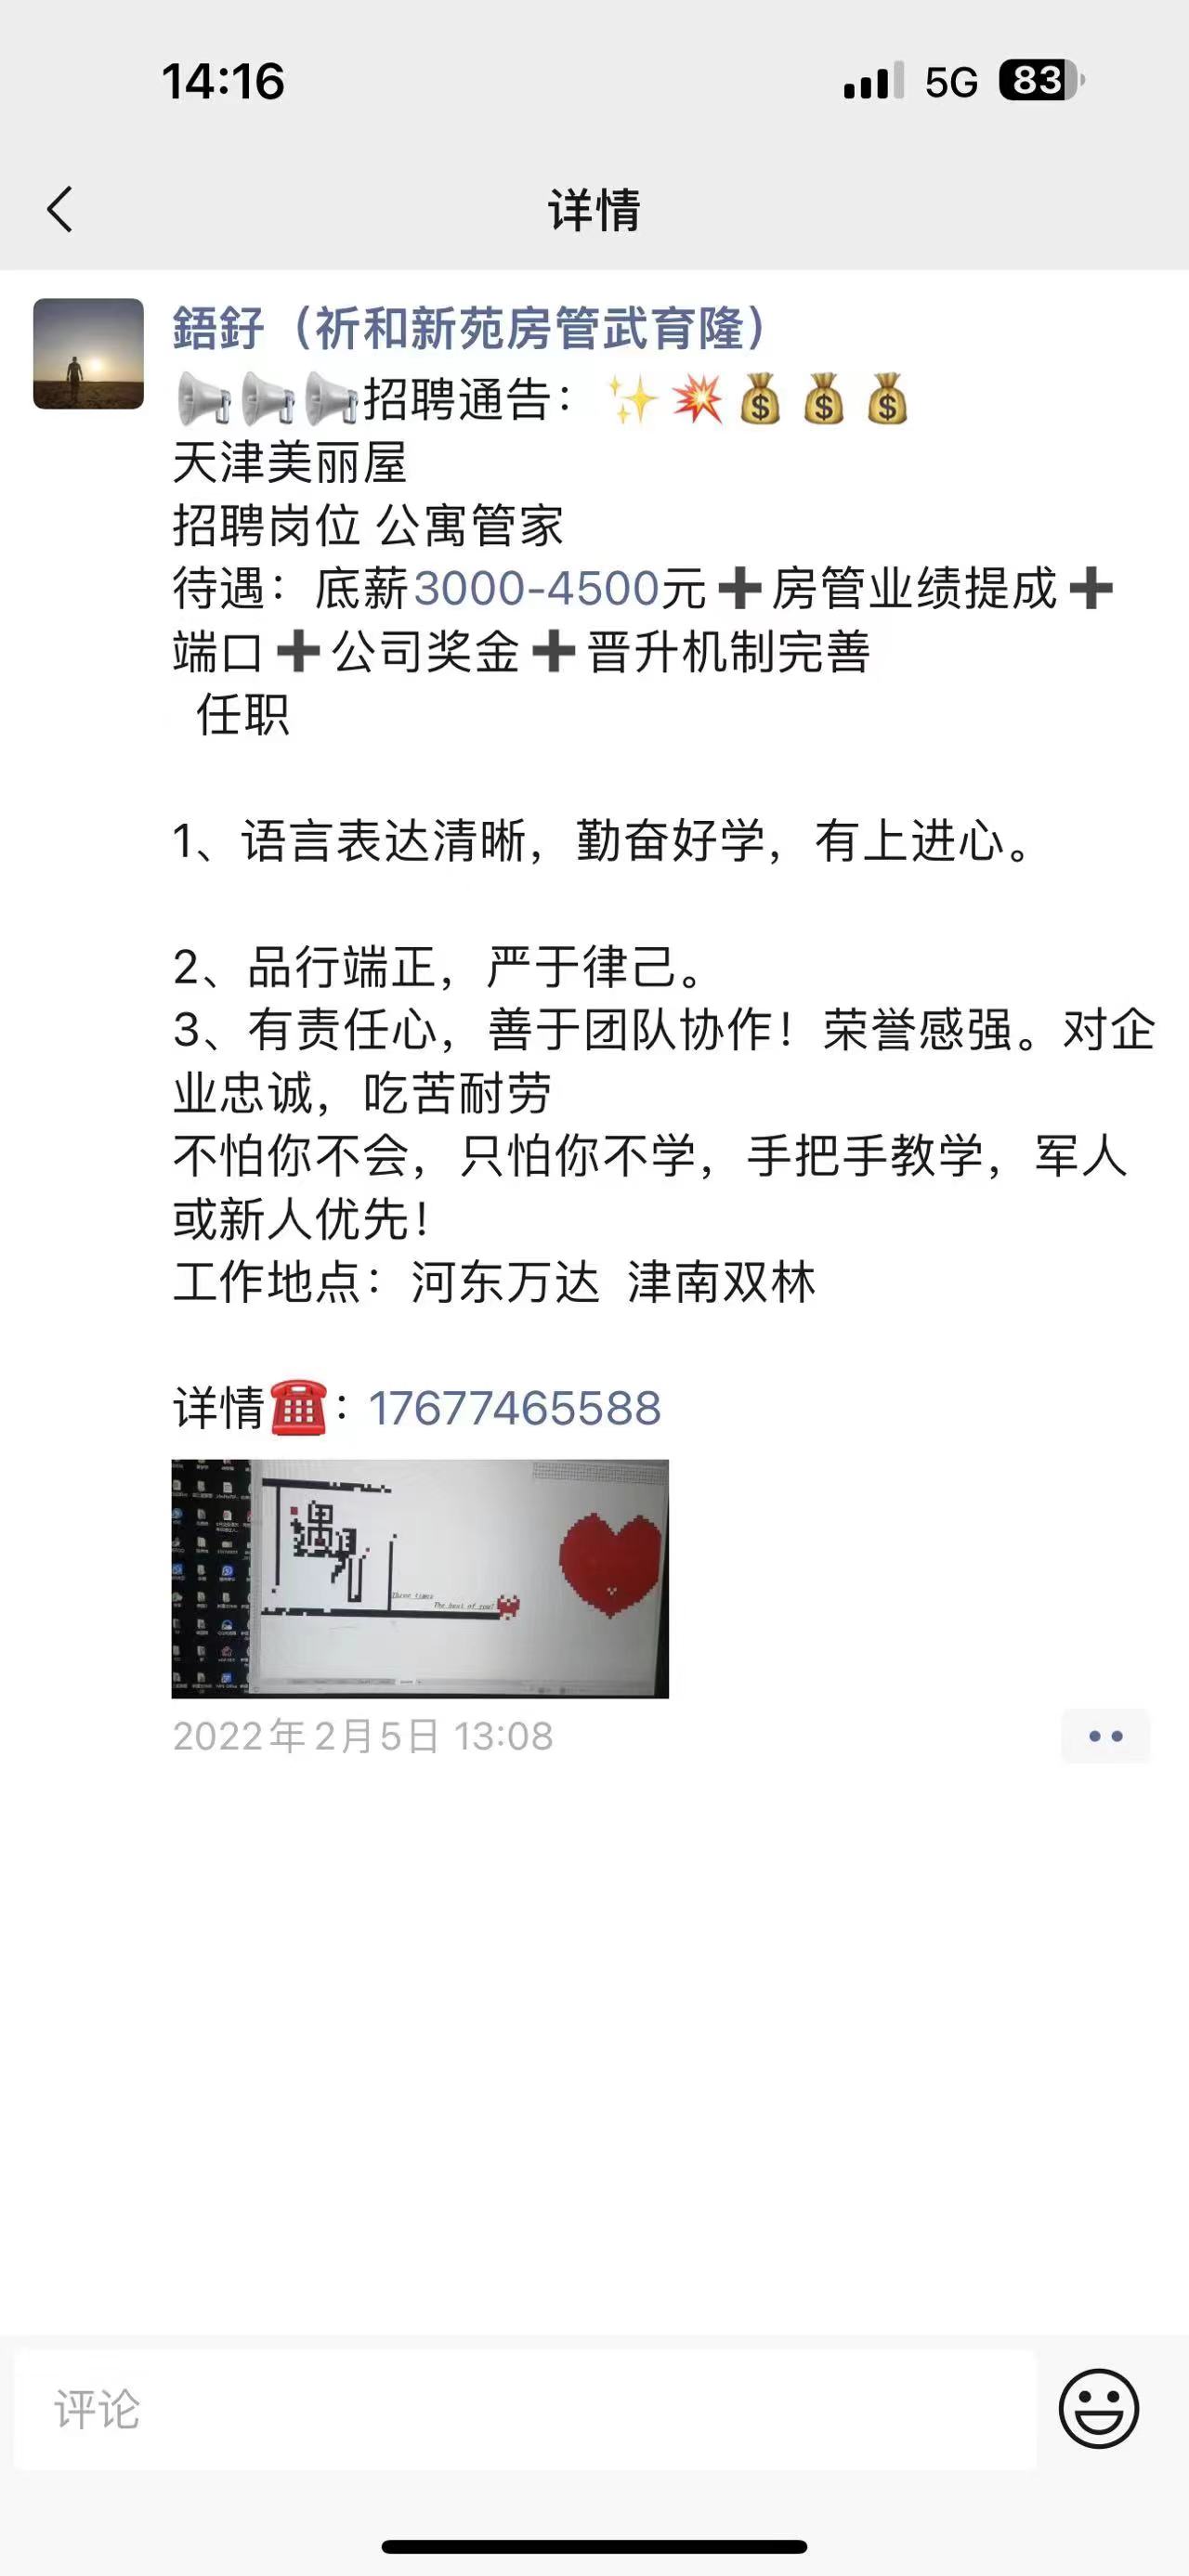 14:16
5G 83
详情
鋙釨（祈和新苑房管武育隆）
📢📢📢招聘通告：✨💥💰💰💰
天津美丽屋
招聘岗位 公寓管家
待遇：底薪3000-4500元➕房管业绩提成➕
端口➕公司奖金➕晋升机制完善
任职
1、语言表达清晰，勤奋好学，有上进心。
2、品行端正，严于律己。
3、有责任心，善于团队协作！荣誉感强。对企
业忠诚，吃苦耐劳
不怕你不会，只怕你不学，手把手教学，军人
或新人优先！
工作地点：河东万达 津南双林
详情☎️：17677465588
遇见
Three times
The best of you!
2022年2月5日 13:08
评论